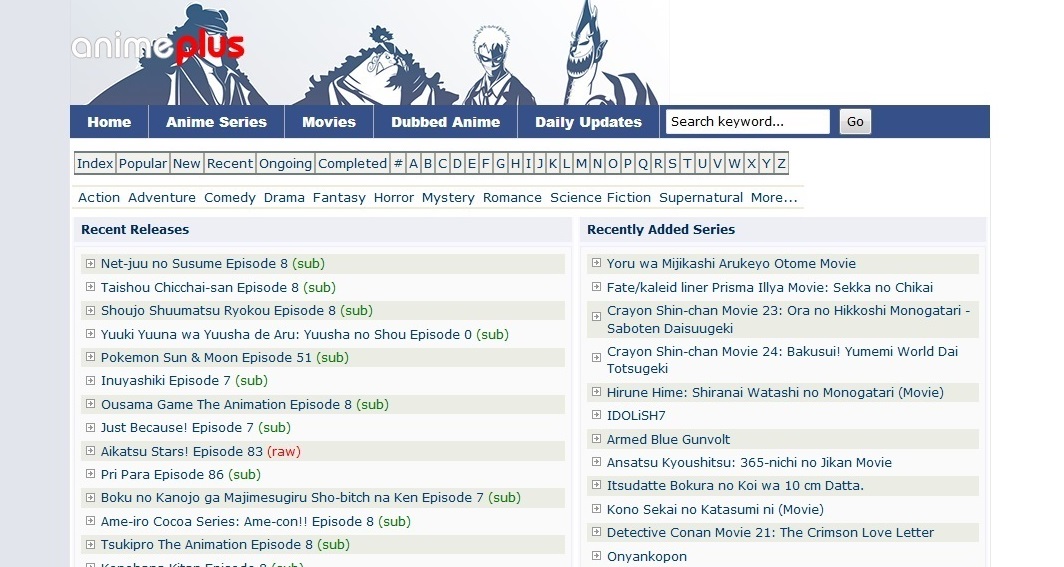 animeplus
Home Anime Series Movies Dubbed Anime Daily Updates Search keyword... Go
Index Popular New Recent Ongoing Completed # A B C D E F G H I J K L M N O P Q R S T U V W X Y Z
Action Adventure Comedy Drama Fantasy Horror Mystery Romance Science Fiction Supernatural More...
Recent Releases
Net-juu no Susume Episode 8 (sub)
Taishou Chicchai-san Episode 8 (sub)
Shoujo Shuumatsu Ryokou Episode 8 (sub)
Yuuki Yuuna wa Yuusha de Aru: Yuusha no Shou Episode 0 (sub)
Pokemon Sun & Moon Episode 51 (sub)
Inuyashiki Episode 7 (sub)
Ousama Game The Animation Episode 8 (sub)
Just Because! Episode 7 (sub)
Aikatsu Stars! Episode 83 (raw)
Pri Para Episode 86 (sub)
Boku no Kanojo ga Majimesugiru Sho-bitch na Ken Episode 7 (sub)
Ame-iro Cocoa Series: Ame-con!! Episode 8 (sub)
Tsukipro The Animation Episode 8 (sub)
Konohana Kitan Episode 8 (sub)
Recently Added Series
Yoru wa Mijikashi Arukeyo Otome Movie
Fate/kaleid liner Prisma Illya Movie: Sekka no Chikai
Crayon Shin-chan Movie 23: Ora no Hikkoshi Monogatari -
Saboten Daisuugeki
Crayon Shin-chan Movie 24: Bakusui! Yumemi World Dai
Totsugeki
Hirune Hime: Shiranai Watashi no Monogatari (Movie)
IDOLiSH7
Armed Blue Gunvolt
Ansatsu Kyoushitsu: 365-nichi no Jikan Movie
Itsudatte Bokura no Koi wa 10 cm Datta.
Kono Sekai no Katasumi ni (Movie)
Detective Conan Movie 21: The Crimson Love Letter
Onyankopon